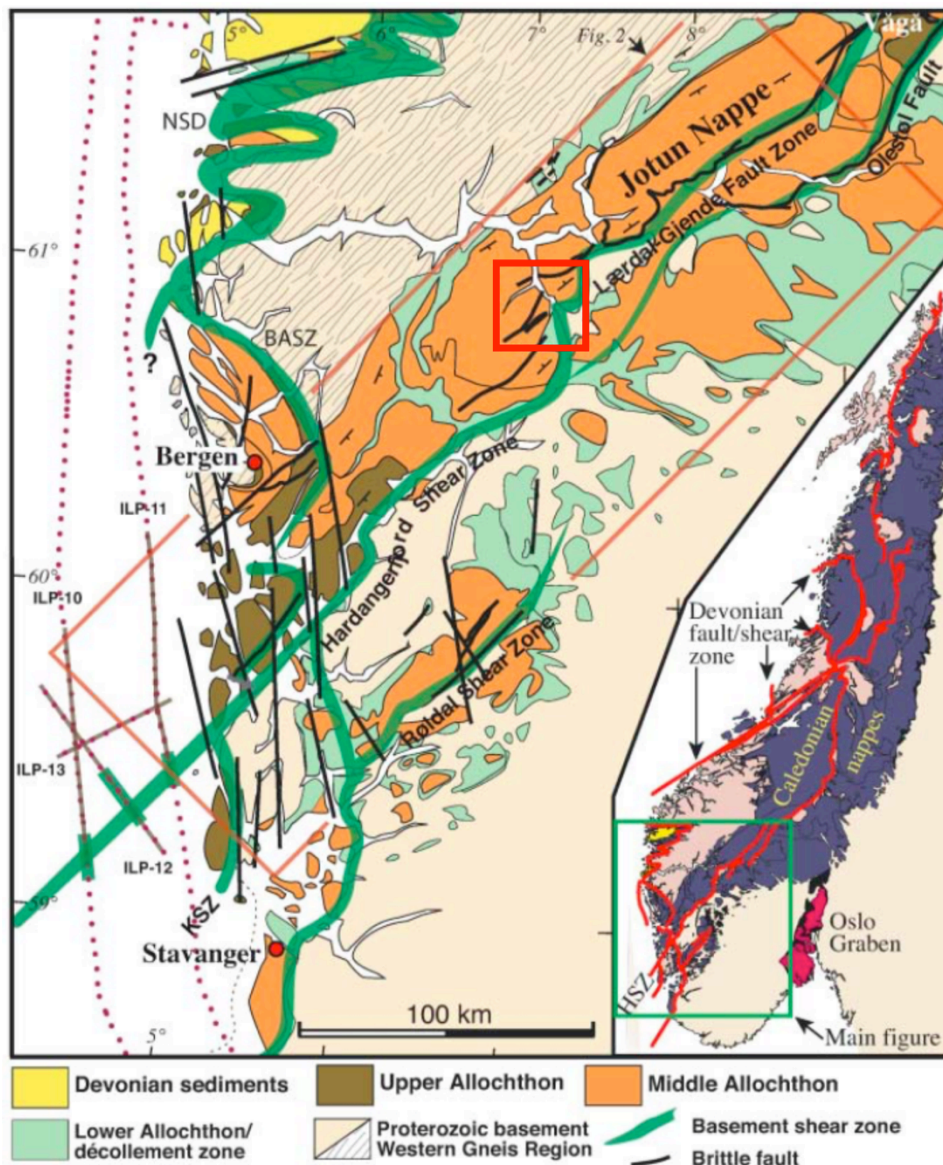 5°
6°
7°
Fig. 2
8°
Vågå
NSD
Jotun Nappe
Olestol Fault
Lærdal-Gjende Fault Zone
61°
BASZ
?
Bergen
Hardangerfjord Shear Zone
ILP-11
60°
ILP-10
Røldal Shear Zone
ILP-13
ILP-12
59°
KSZ
Stavanger
5°
100 km
Devonian
fault/shear
zone
Caledonian
nappes
Oslo
Graben
HSZ
Main figure
Devonian sediments
Upper Allochthon
Middle Allochthon
Lower Allochthon/
décollement zone
Proterozoic basement
Western Gneis Region
Basement shear zone
Brittle fault